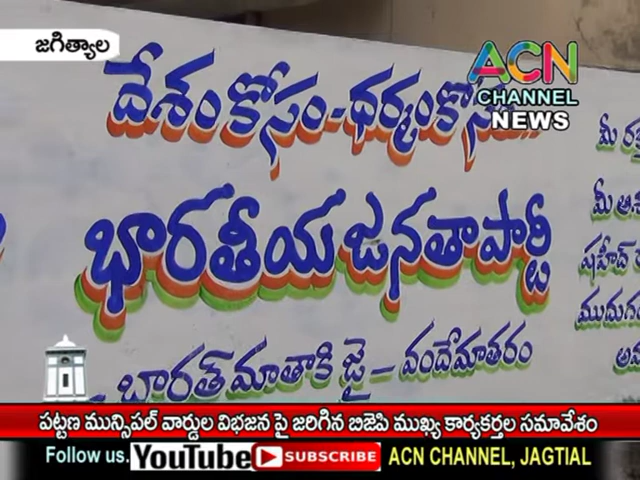 జగిత్యాల
ACN
CHANNEL
NEWS
దేశం కోసం-ధర్మంకోసం..
భారతీయ జనతాపార్టీ
భారత్ మాతాకి జై - వందేమాతరం
మీ
మీ
షహీద్
పట్టణ మున్సిపల్ వార్డుల విభజన పై జరిగిన బిజెపి ముఖ్య కార్యకర్తల సమావేశం
Follow us. YouTube SUBSCRIBE ACN CHANNEL, JAGTIAL